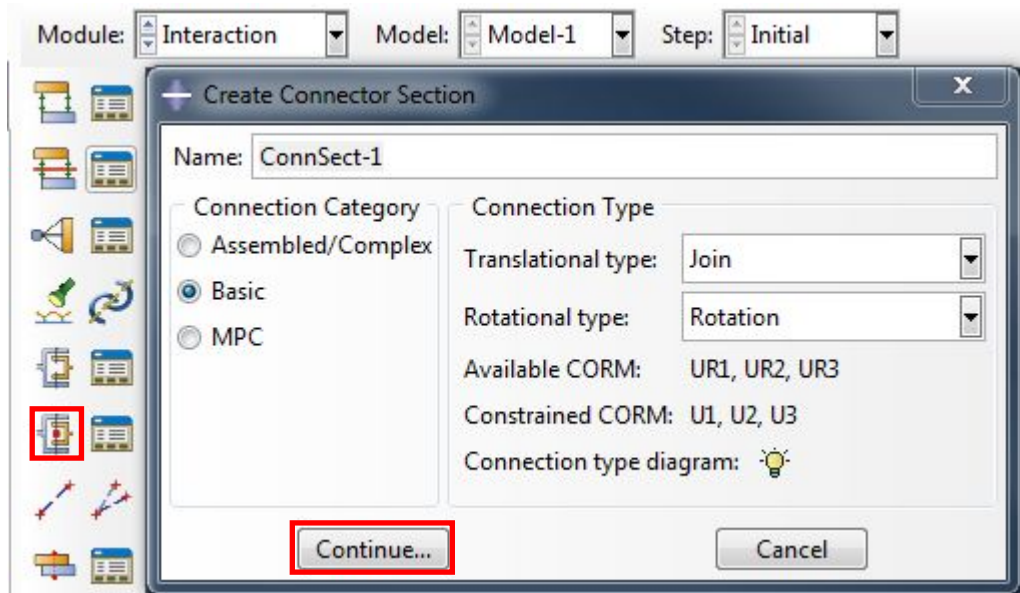 Module: Interaction Model: Model-1 Step: Initial
Create Connector Section
X
Name: ConnSect-1
Connection Category
Assembled/Complex
Basic
MPC
Connection Type
Translational type: Join
Rotational type: Rotation
Available CORM: UR1, UR2, UR3
Constrained CORM: U1, U2, U3
Connection type diagram:
Continue...
Cancel